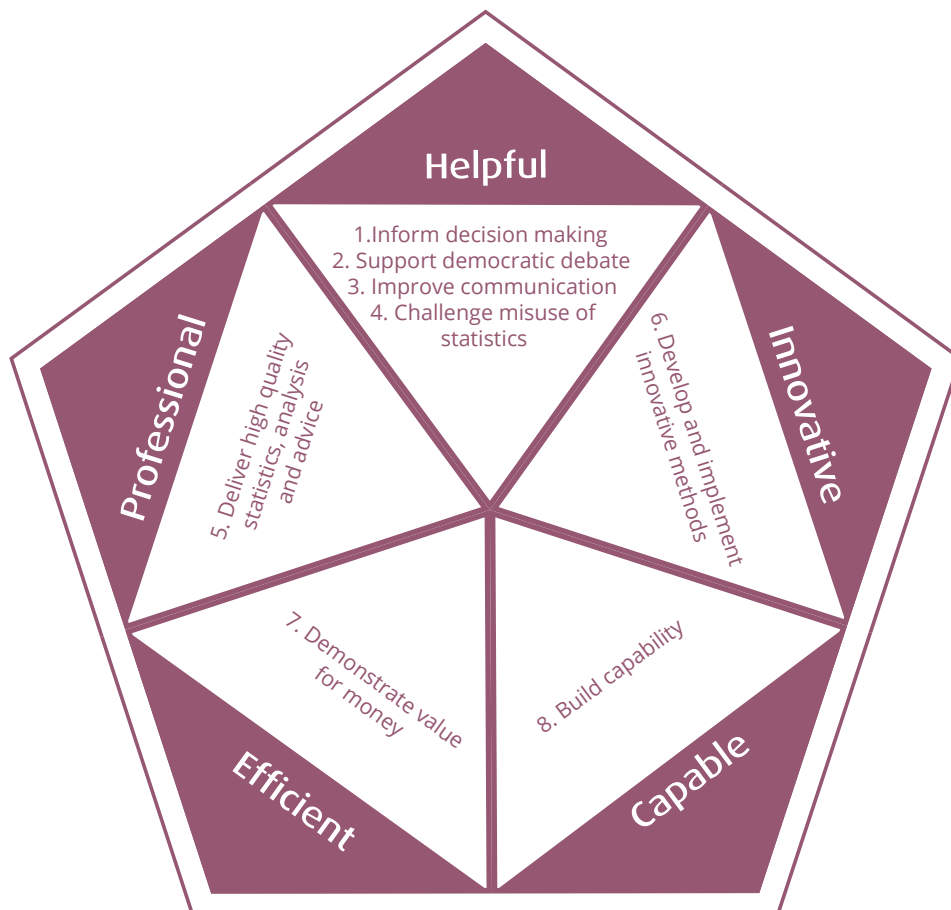 Helpful
1.Inform decision making
2. Support democratic debate
3. Improve communication
4. Challenge misuse of
statistics
Professional
5. Deliver high quality
statistics, analysis
and advice
Innovative
6. Develop and implement
innovative methods
Efficient
7. Demonstrate value
for money
Capable
8. Build capability